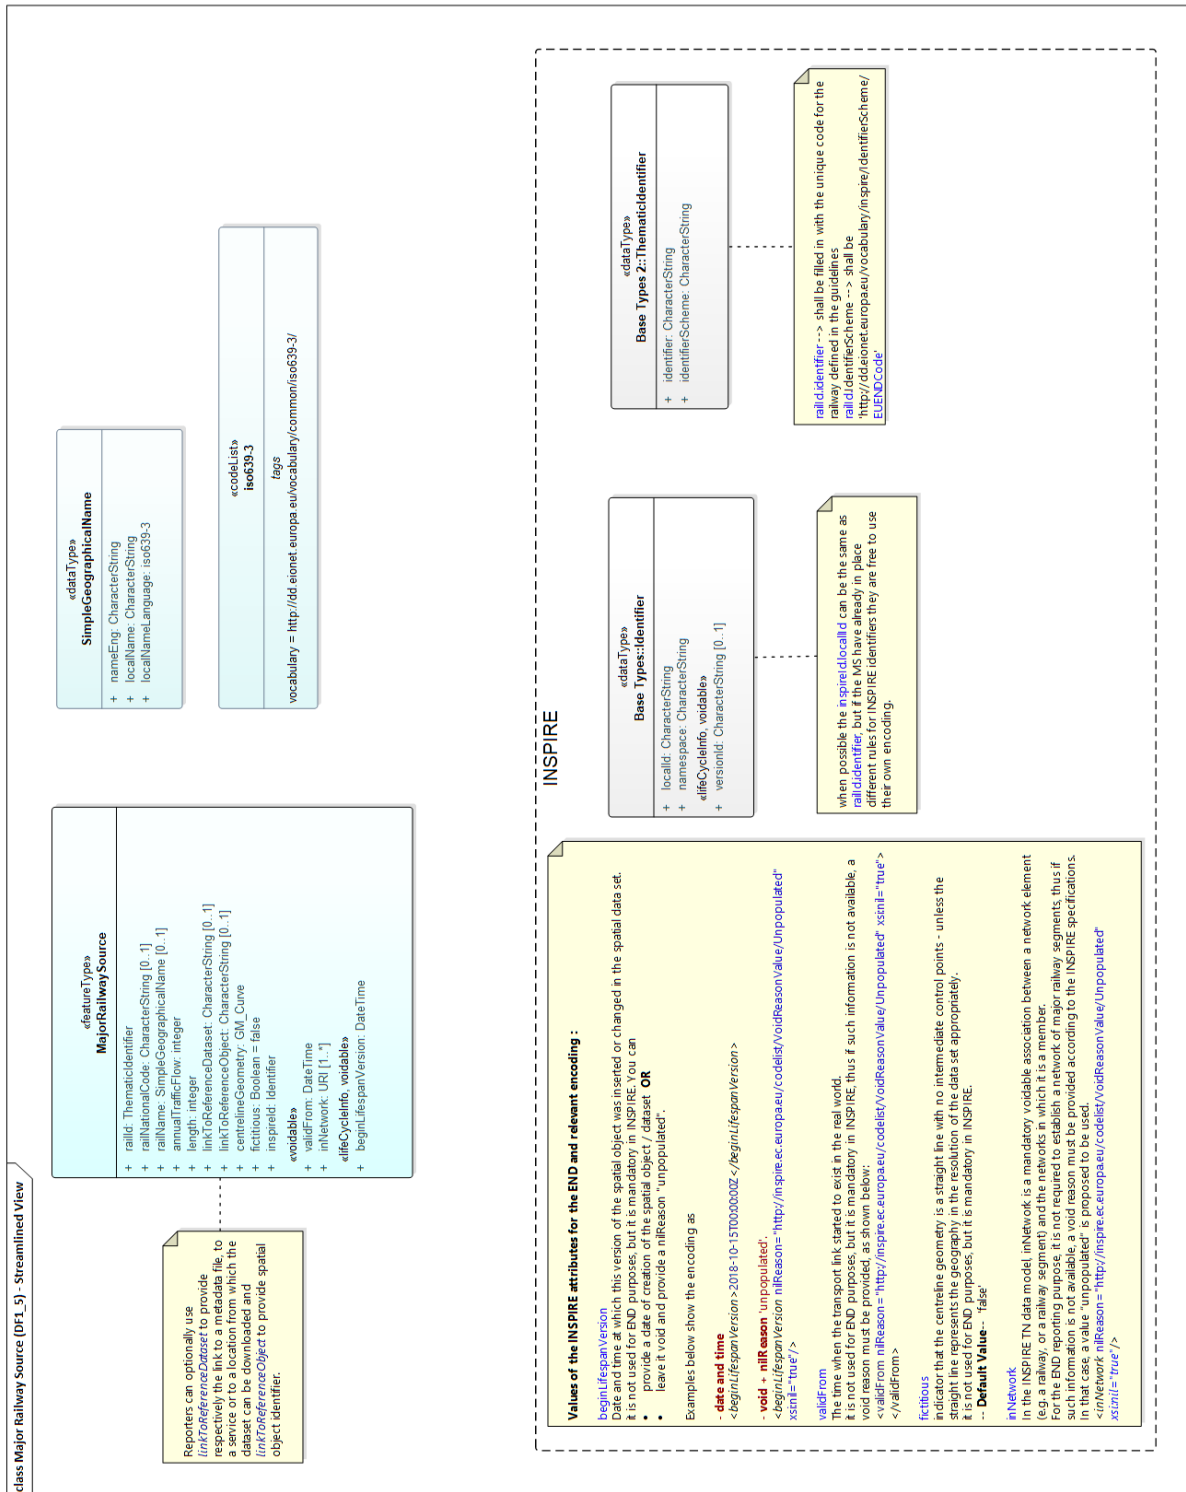 class Major Railway Source (DF1_5) - Streamlined View
Reporters can optionally use
linkToReferenceDataset to provide
respectively the link to a metadata file, to
a service or to a location from which the
dataset can be downloaded and
linkToReferenceObject to provide spatial
object identifier.
«featureType»
MajorRailwaySource
+ railId: ThematicIdentifier
+ railNationalCode: CharacterString [0..1]
+ railName: SimpleGeographicalName [0..1]
+ annualTrafficFlow: integer
+ length: integer
+ linkToReferenceDataset: CharacterString [0..1]
+ linkToReferenceObject: CharacterString [0..1]
+ centrelineGeometry: GM_Curve
+ fictitious: Boolean = false
+ inspireId: Identifier
«voidable»
+ validFrom: DateTime
+ inNetwork: URI [1..*]
«lifeCycleInfo, voidable»
+ beginLifespanVersion: DateTime
«dataType»
SimpleGeographicalName
+ nameEng: CharacterString
+ localName: CharacterString
+ localNameLanguage: iso639-3
«codeList»
iso639-3
tags
vocabulary = http://dd.eionet.europa.eu/vocabulary/common/iso639-3/
INSPIRE
Values of the INSPIRE attributes for the END and relevant encoding :
beginLifespanVersion
Date and time at which this version of the spatial object was inserted or changed in the spatial data set.
it is not used for END purposes, but it is mandatory in INSPIRE. You can
• provide a date of creation of the spatial object / dataset OR
• leave it void and provide a nilReason "unpopulated".
Examples below show the encoding as
- date and time
<beginLifespanVersion>2018-10-15T00:00:00Z</beginLifespanVersion>
- void + nilReason 'unpopulated'.
<beginLifespanVersion nilReason="http://inspire.ec.europa.eu/codelist/VoidReasonValue/Unpopulated"
xsi:nil="true"/>
validFrom
The time when the transport link started to exist in the real world.
it is not used for END purposes, but it is mandatory in INSPIRE, thus if such information is not available, a
void reason must be provided, as shown below:
<validFrom nilReason="http://inspire.ec.europa.eu/codelist/VoidReasonValue/Unpopulated" xsi:nil="true">
</validFrom>
fictitious
indicator that the centreline geometry is a straight line with no intermediate control points - unless the
straight line represents the geography in the resolution of the data set appropriately.
it is not used for END purposes, but it is mandatory in INSPIRE.
-- Default Value-- 'false'
inNetwork
In the INSPIRE TN data model, inNetwork is a mandatory voidable association between a network element
(e.g. a railway, or a railway segment) and the networks in which it is a member.
For the END reporting purpose, it is not required to establish a network of major railway segments, thus if
such information is not available, a void reason must be provided according to the INSPIRE specifications.
In that case, a value "unpopulated" is proposed to be used.
<inNetwork nilReason="http://inspire.ec.europa.eu/codelist/VoidReasonValue/Unpopulated"
xsi:nil="true"/>
«dataType»
Base Types::Identifier
+ localId: CharacterString
+ namespace: CharacterString
«lifeCycleInfo, voidable»
+ versionId: CharacterString [0..1]
when possible the inspireId.localId can be the same as
railId.identifier, but if the MS have already in place
different rules for INSPIRE identifiers they are free to use
their own encoding.
«dataType»
Base Types 2::ThematicIdentifier
+ identifier: CharacterString
+ identifierScheme: CharacterString
railId.identifier --> shall be filled in with the unique code for the
railway defined in the guidelines
railId.identifierScheme --> shall be
'http://dd.eionet.europa.eu/vocabulary/inspire/IdentifierScheme/
EUENDCode'